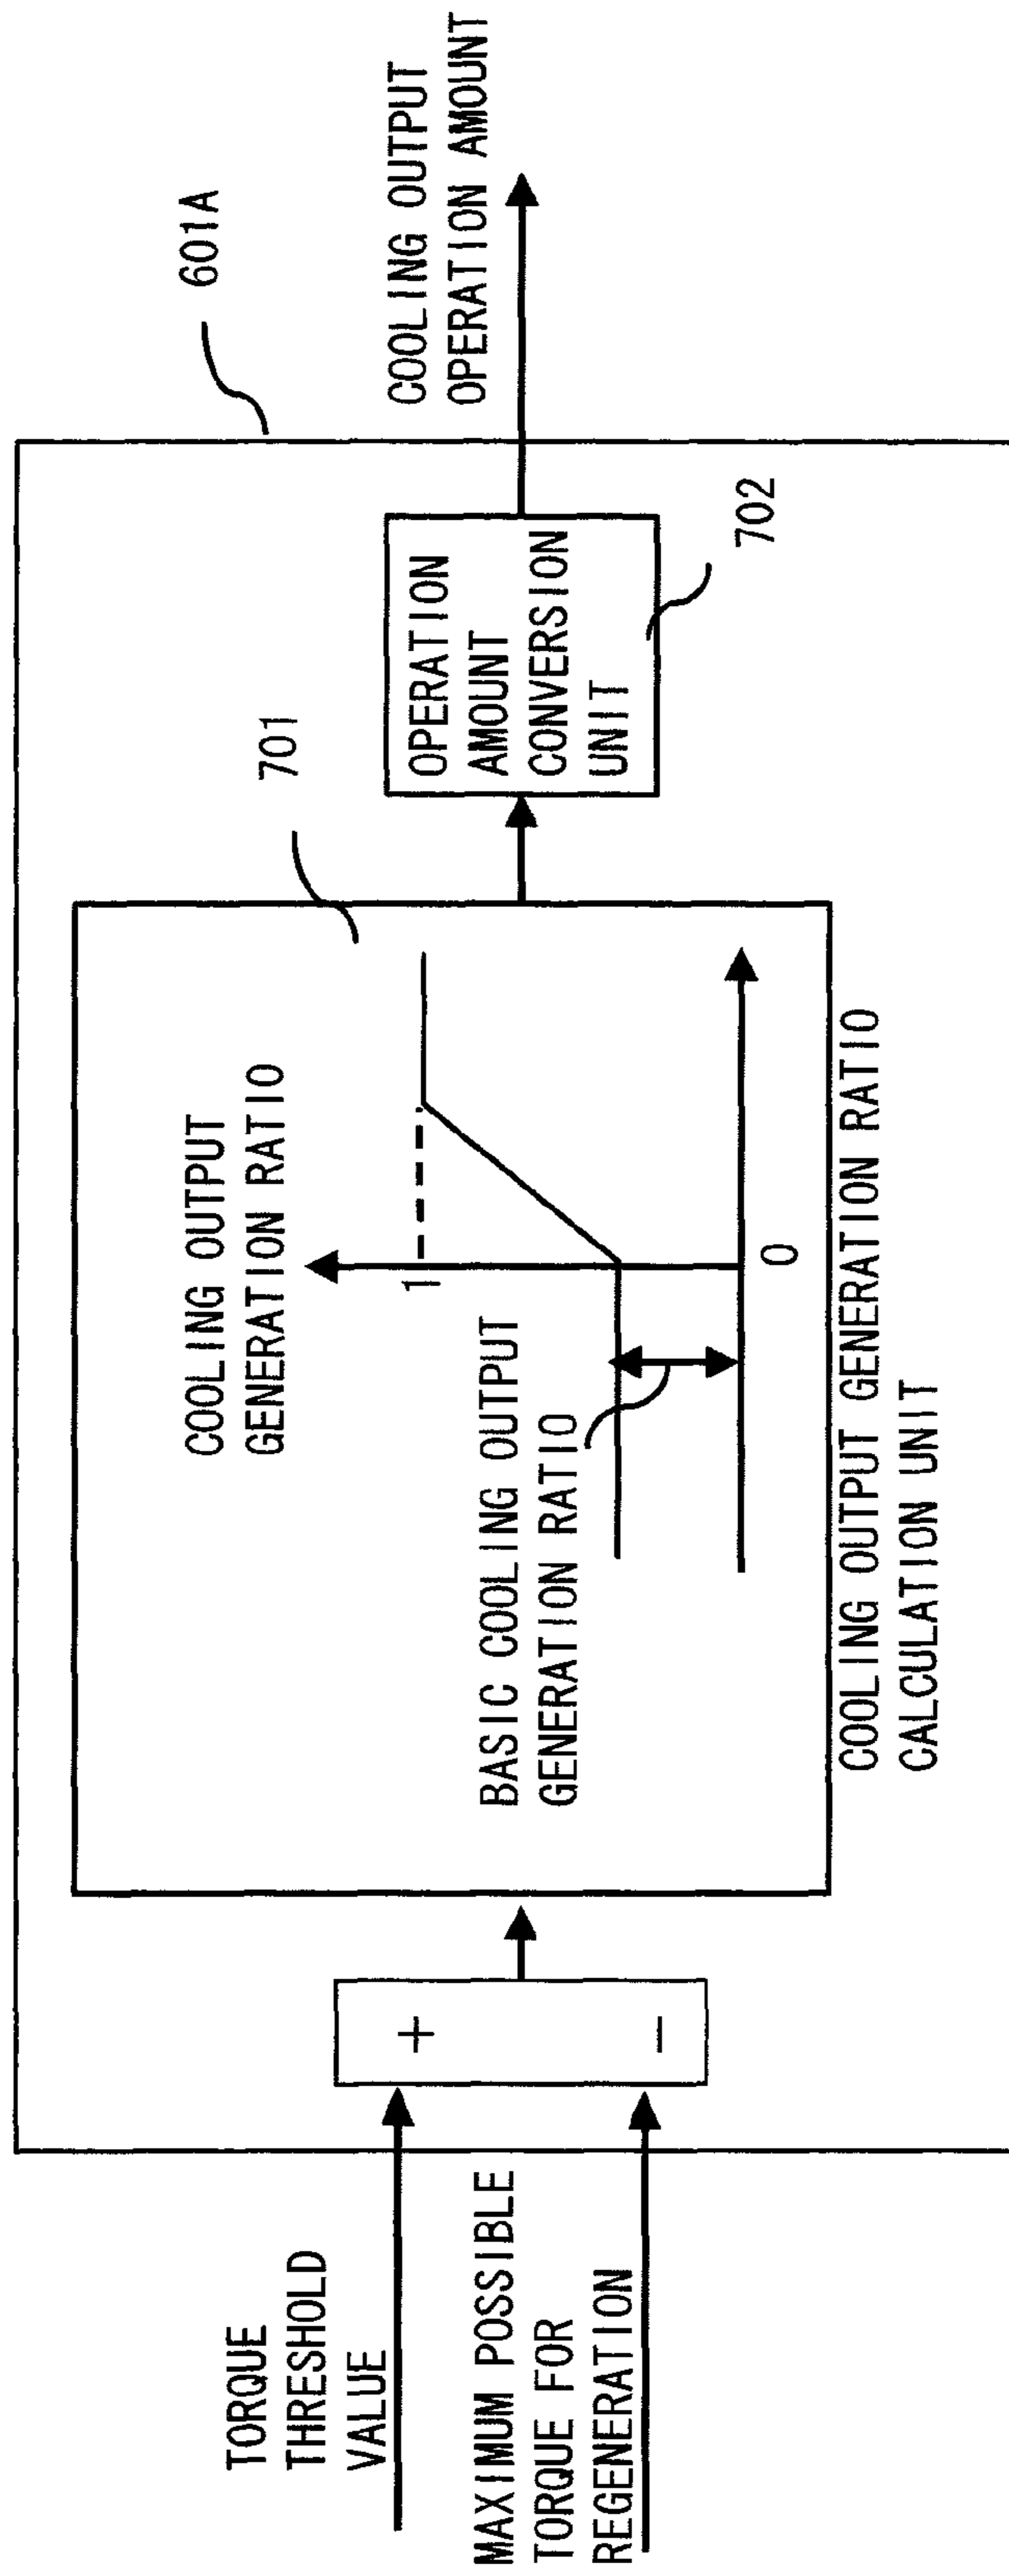 TORQUE
THRESHOLD
VALUE
MAXIMUM POSSIBLE
TORQUE FOR
REGENERATION
+
−
COOLING OUTPUT
GENERATION RATIO
1
BASIC COOLING OUTPUT
GENERATION RATIO
0
COOLING OUTPUT GENERATION RATIO
CALCULATION UNIT
701
OPERATION
AMOUNT
CONVERSION
UNIT
702
601A
COOLING OUTPUT
OPERATION AMOUNT